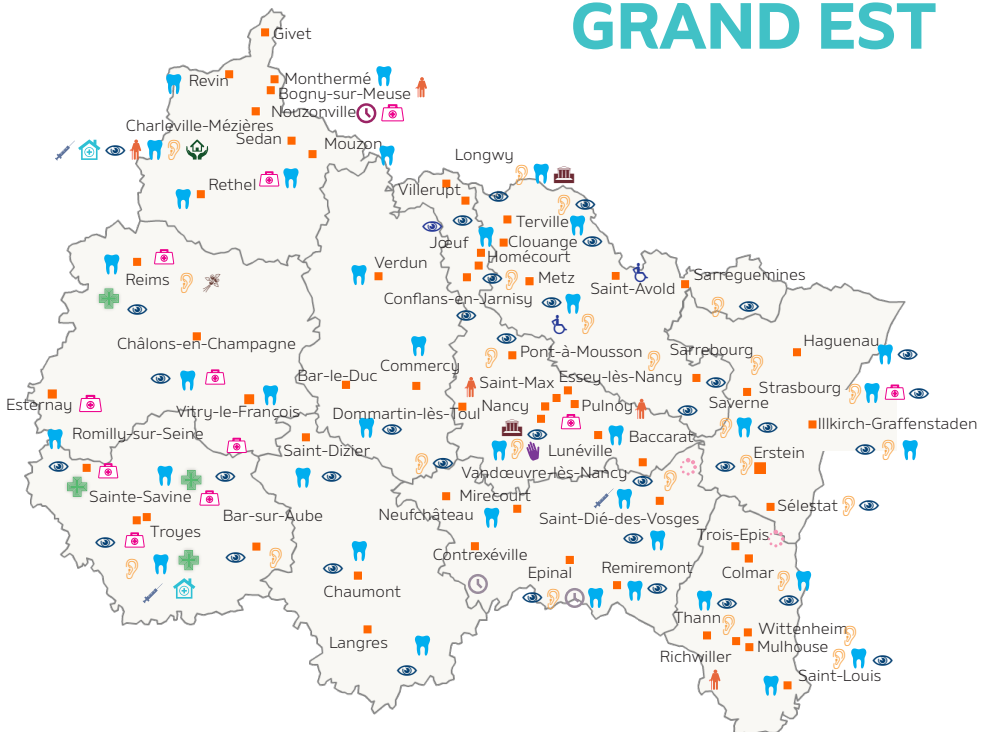 GRAND EST
Givet
Revin
Monthermé
Bogny-sur-Meuse
Nouzonville
Charleville-Mézières
Sedan
Mouzon
Longwy
Rethel
Villerupt
Terville
Jœuf
Clouange
Homécourt
Verdun
Metz
Saint-Avold
Sarreguemines
Reims
Conflans-en-Jarnisy
Châlons-en-Champagne
Pont-à-Mousson
Sarrebourg
Haguenau
Commercy
Bar-le-Duc
Saint-Max
Essey-lès-Nancy
Strasbourg
Esternay
Vitry-le-François
Dommartin-lès-Toul
Nancy
Pulnoy
Saverne
Illkirch-Graffenstaden
Romilly-sur-Seine
Saint-Dizier
Lunéville
Baccarat
Erstein
Vandœuvre-lès-Nancy
Sainte-Savine
Mirecourt
Bar-sur-Aube
Neufchâteau
Saint-Dié-des-Vosges
Sélestat
Troyes
Trois-Epis
Contrexéville
Epinal
Remiremont
Colmar
Chaumont
Thann
Wittenheim
Langres
Mulhouse
Richwiller
Saint-Louis